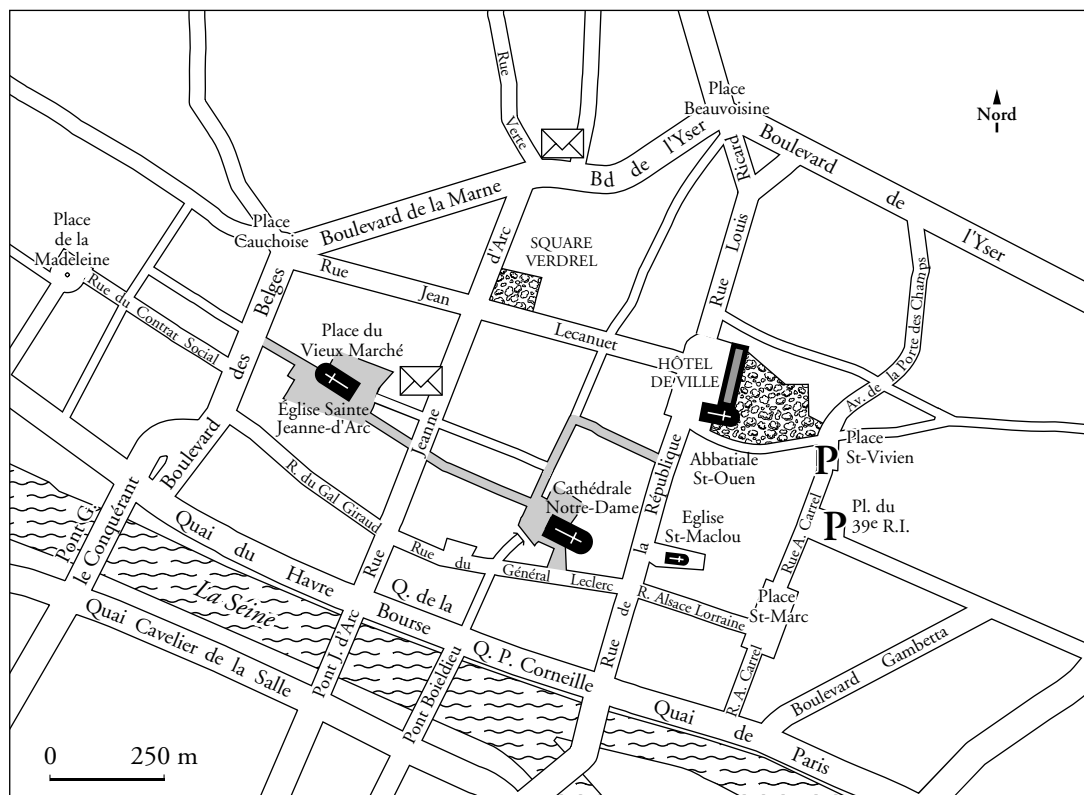 Place
Beauvoisine
Nord
Rue
Verte
Bd de l'Yser
Boulevard de l'Yser
Rue Louis Ricard
Boulevard de la Marne
Place
Cauchoise
Place
de la
Madeleine
Rue du Contrat Social
SQUARE
VERDREL
Rue Jean Lecanuet
Rue Jeanne d'Arc
Boulevard des Belges
Place du
Vieux Marché
Église Sainte
Jeanne-d'Arc
HÔTEL
DE VILLE
Av. de la Porte des Champs
Place
St-Vivien
P
Abbatiale
St-Ouen
Cathédrale
Notre-Dame
Rue de la République
Eglise
St-Maclou
Pl. du
39e R.I.
P
Rue A. Carrel
R. du Gal Giraud
Rue du Général Leclerc
R. Alsace Lorraine
Place
St-Marc
R. A. Carrel
Boulevard Gambetta
Pont G.
le Conquérant
Quai du Havre
La Séine
Q. de la
Bourse
Q. P. Corneille
Quai de Paris
Quai Cavelier de la Salle
Pont J. d'Arc
Pont Boieldieu
0 250 m